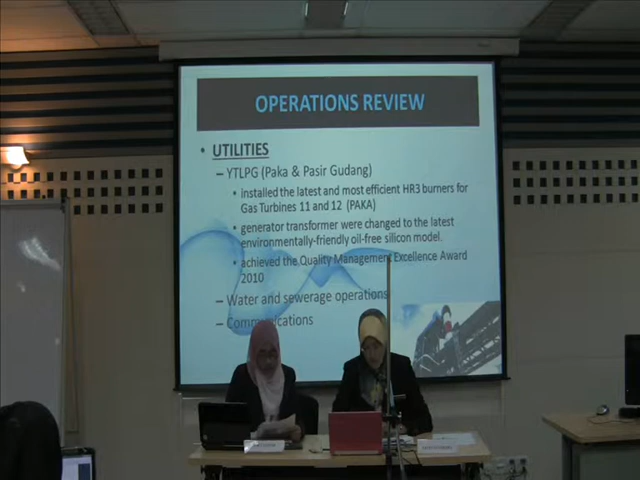 OPERATIONS REVIEW
• UTILITIES
– YTLPG (Paka & Pasir Gudang)
• installed the latest and most efficient HR3 burners for
Gas Turbines 11 and 12 (PAKA)
• generator transformer were changed to the latest
environmentally-friendly oil-free silicon model.
• achieved the Quality Management Excellence Award
2010
– Water and sewerage operations
– Communications